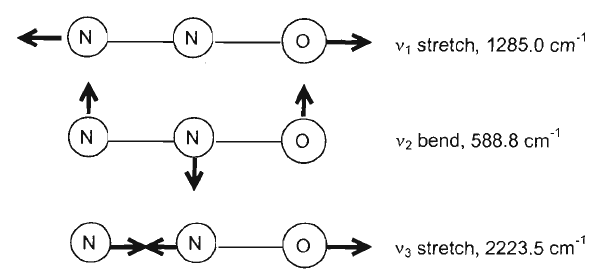 N N O ν₁ stretch, 1285.0 cm⁻¹
N N O ν₂ bend, 588.8 cm⁻¹
N N O ν₃ stretch, 2223.5 cm⁻¹